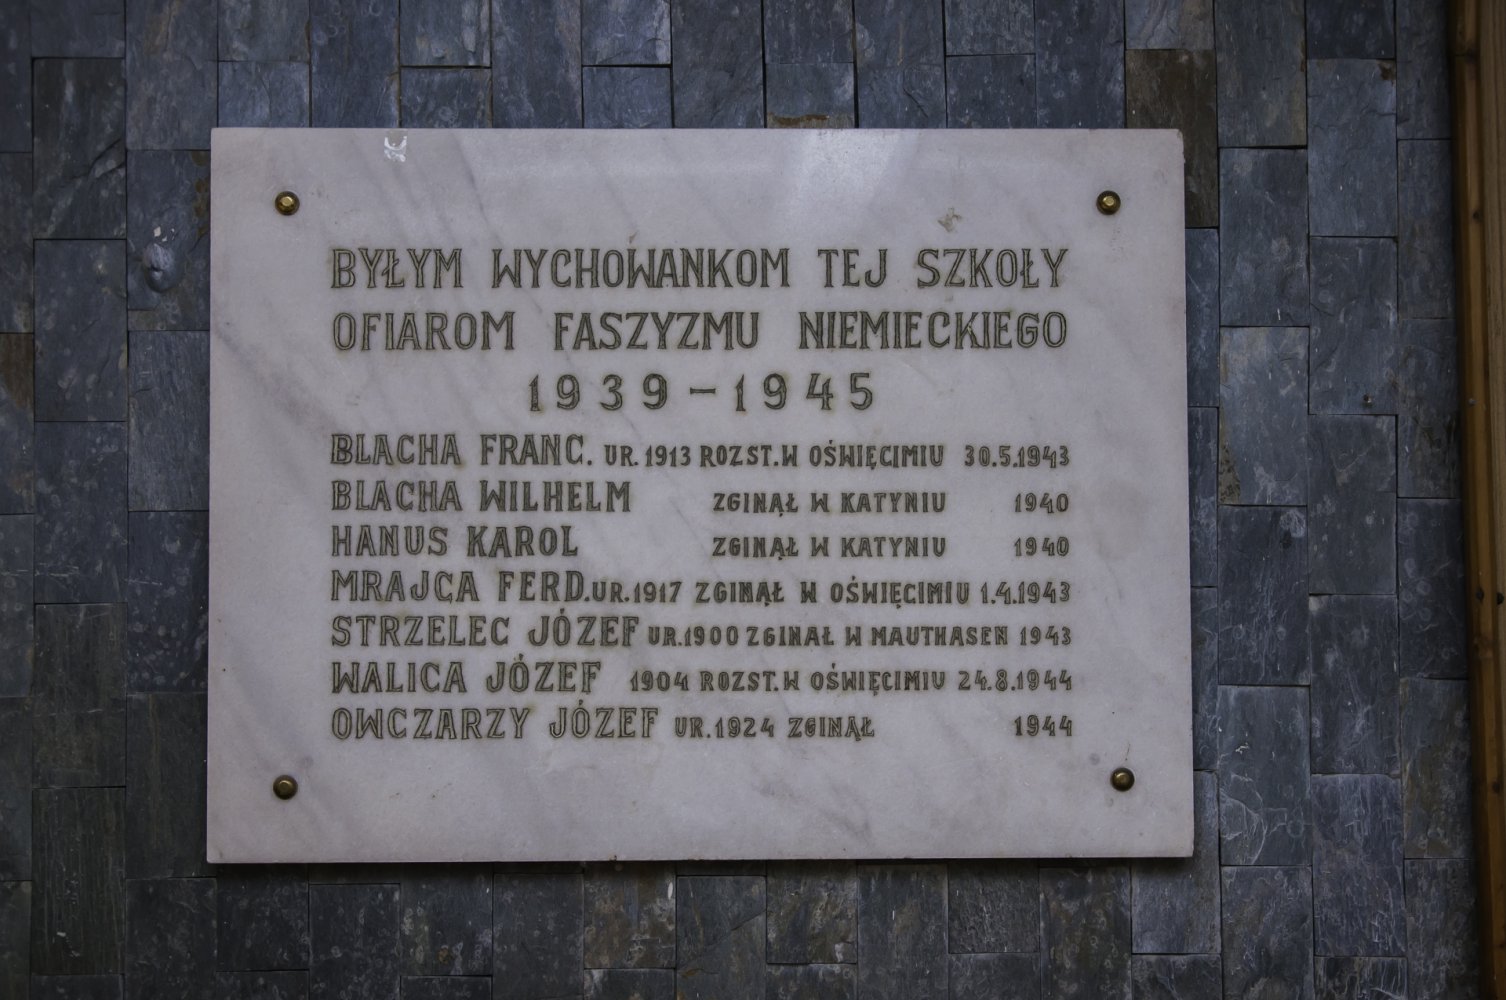 BYŁYM WYCHOWANKOM TEJ SZKOŁY
OFIAROM FASZYZMU NIEMECKIEGO
1939-1945
BLACHA FRANC. UR.1913 ROZST.W OŚWIĘCIMIU 30.5.1943
BLACHA WILHELM ZGINĄŁ W KATYNIU 1940
HANUS KAROL ZGINĄŁ W KATYNIU 1940
MRAJCA FERD.UR.1917 ZGINĄŁ W OŚWIĘCIMIU 1.4.1943
STRZELEC JÓZEF UR.1900 ZGINĄŁ W MAUTHASEN 1943
WALICA JÓZEF 1904 ROZST.W OŚWIĘCIMIU 24.8.1944
OWCZARZY JÓZEF UR.1924 ZGINĄŁ 1944